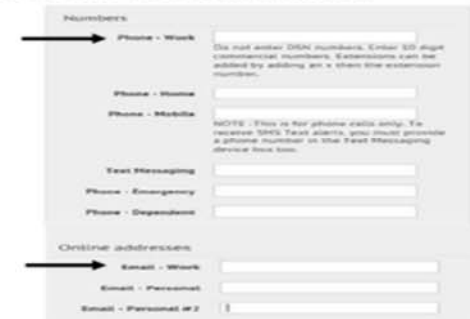 Numbers
Phone - Work
Do not enter DSN numbers. Enter 10 digit
commercial numbers. Extensions can be
added by adding an x then the extension
number.
Phone - Home
Phone - Mobile
NOTE - This is for phone calls only. To
receive SMS Text alerts, you must provide
a phone number in the Text Messaging
device box too.
Text Messaging
Phone - Emergency
Phone - Dependent
Online addresses
Email - Work
Email - Personal
Email - Personal #2